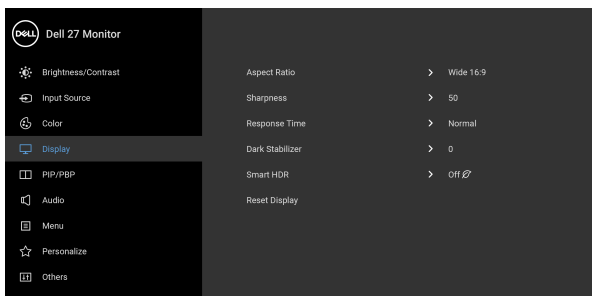 DELL Dell 27 Monitor
Brightness/Contrast
Input Source
Color
Display
PIP/PBP
Audio
Menu
Personalize
Others
Aspect Ratio > Wide 16:9
Sharpness > 50
Response Time > Normal
Dark Stabilizer > 0
Smart HDR > Off
Reset Display